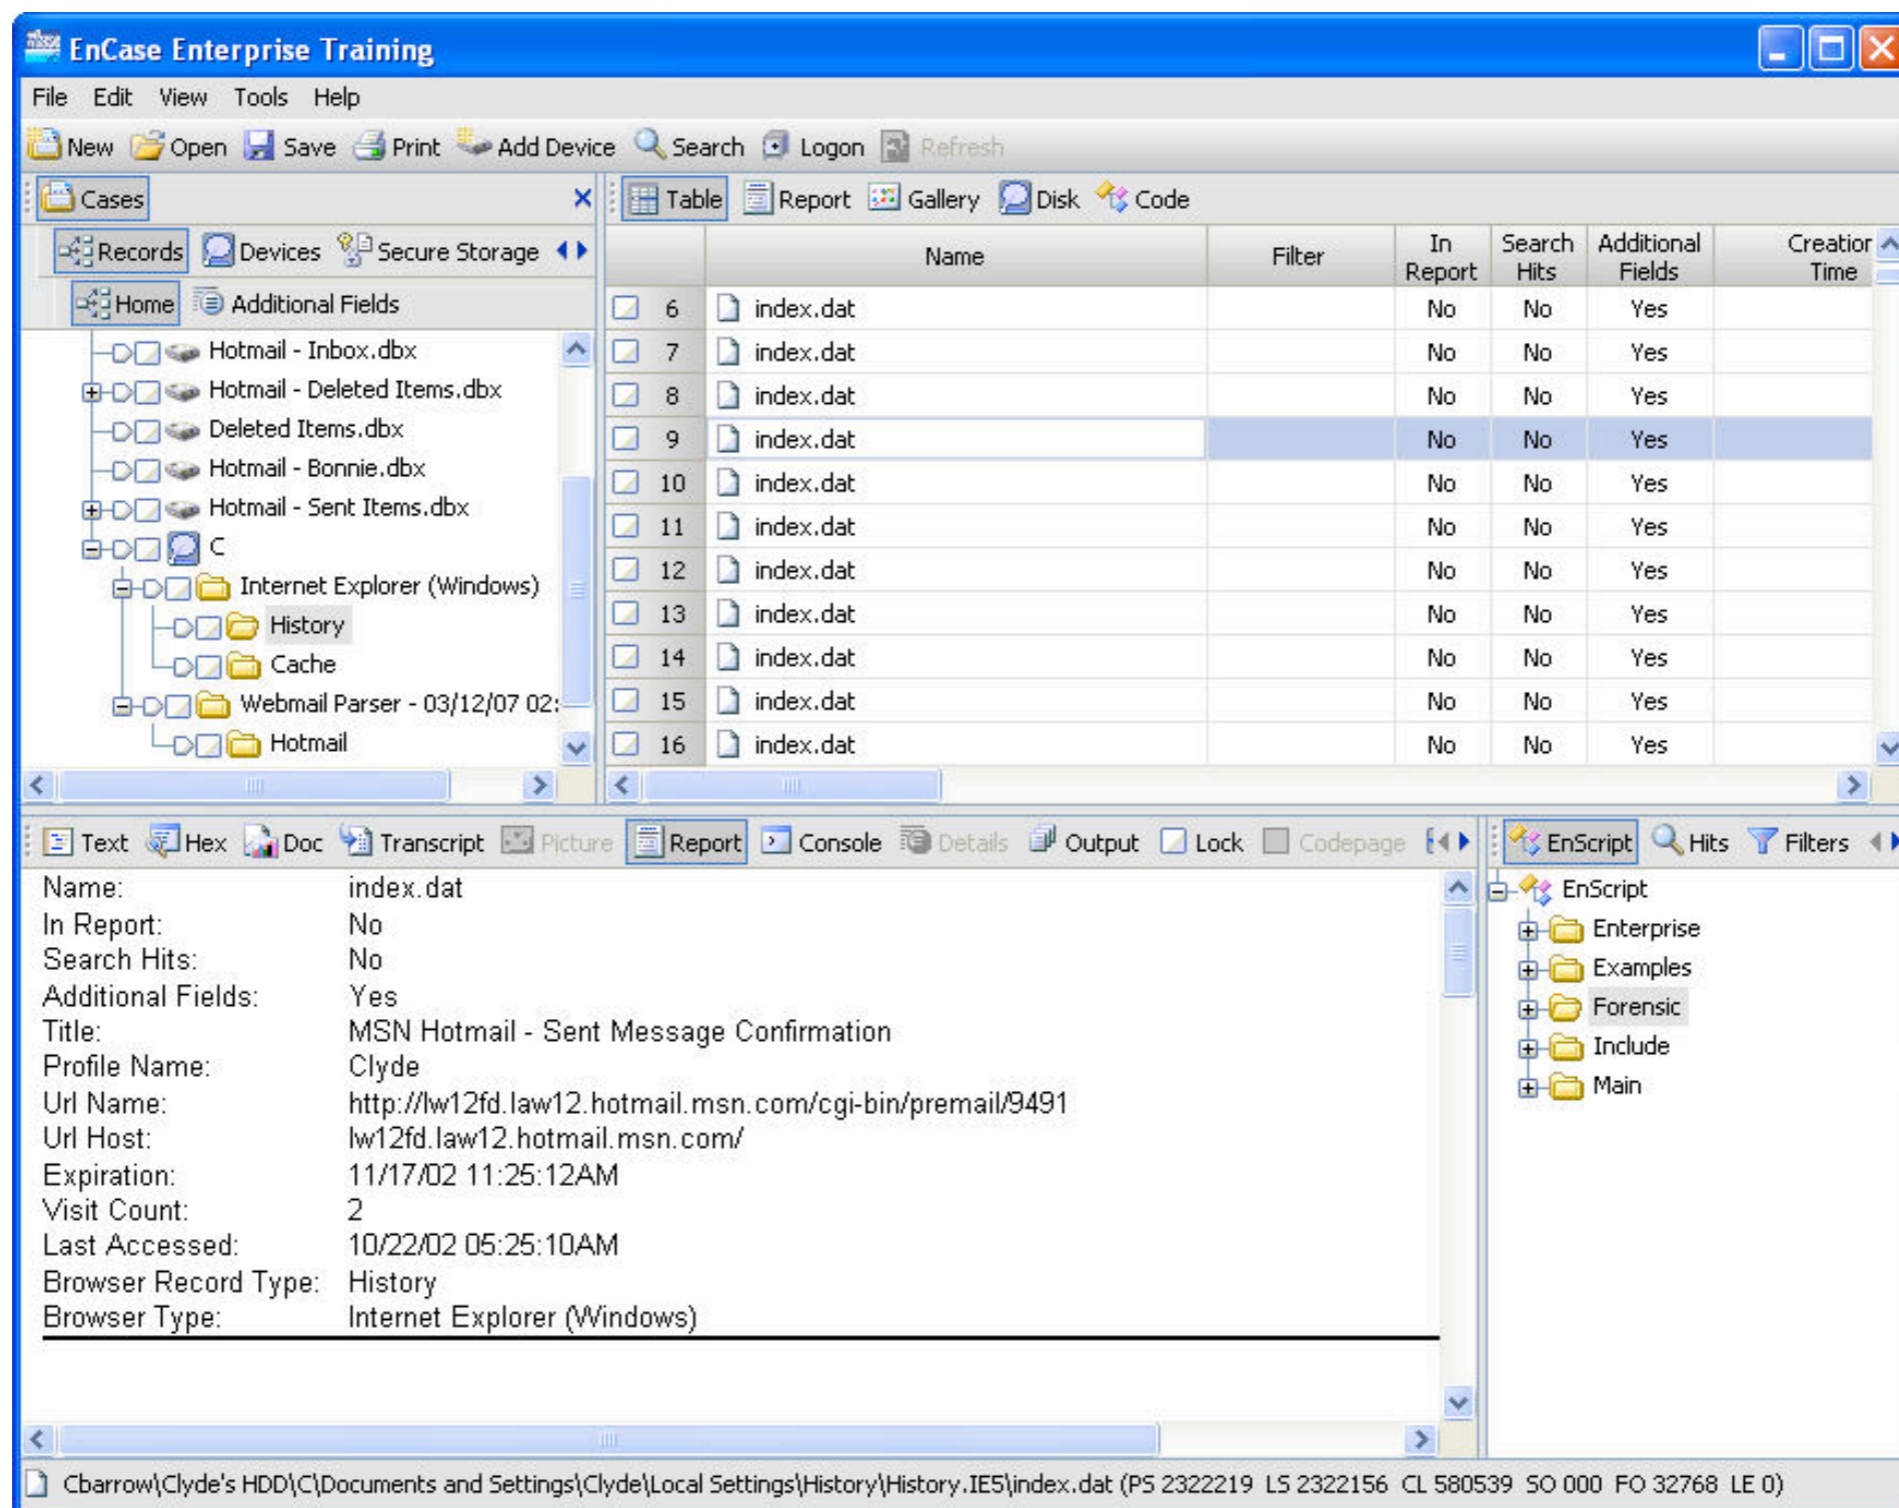 EnCase Enterprise Training
File Edit View Tools Help
New Open Save Print Add Device Search Logon Refresh
Cases
Records Devices Secure Storage
Home Additional Fields
Hotmail - Inbox.dbx
Hotmail - Deleted Items.dbx
Deleted Items.dbx
Hotmail - Bonnie.dbx
Hotmail - Sent Items.dbx
C
Internet Explorer (Windows)
History
Cache
Webmail Parser - 03/12/07 02:
Hotmail
Table Report Gallery Disk Code
Name Filter In Report Search Hits Additional Fields Creation Time
6 index.dat No No Yes
7 index.dat No No Yes
8 index.dat No No Yes
9 index.dat No No Yes
10 index.dat No No Yes
11 index.dat No No Yes
12 index.dat No No Yes
13 index.dat No No Yes
14 index.dat No No Yes
15 index.dat No No Yes
16 index.dat No No Yes
Text Hex Doc Transcript Picture Report Console Details Output Lock Codepage
Name: index.dat
In Report: No
Search Hits: No
Additional Fields: Yes
Title: MSN Hotmail - Sent Message Confirmation
Profile Name: Clyde
Url Name: http://lw12fd.law12.hotmail.msn.com/cgi-bin/premail/9491
Url Host: lw12fd.law12.hotmail.msn.com/
Expiration: 11/17/02 11:25:12AM
Visit Count: 2
Last Accessed: 10/22/02 05:25:10AM
Browser Record Type: History
Browser Type: Internet Explorer (Windows)
EnScript Hits Filters
EnScript
Enterprise
Examples
Forensic
Include
Main
Cbarrow\Clyde's HDD\C\Documents and Settings\Clyde\Local Settings\History\History.IE5\index.dat (PS 2322219 LS 2322156 CL 580539 SO 000 FO 32768 LE 0)